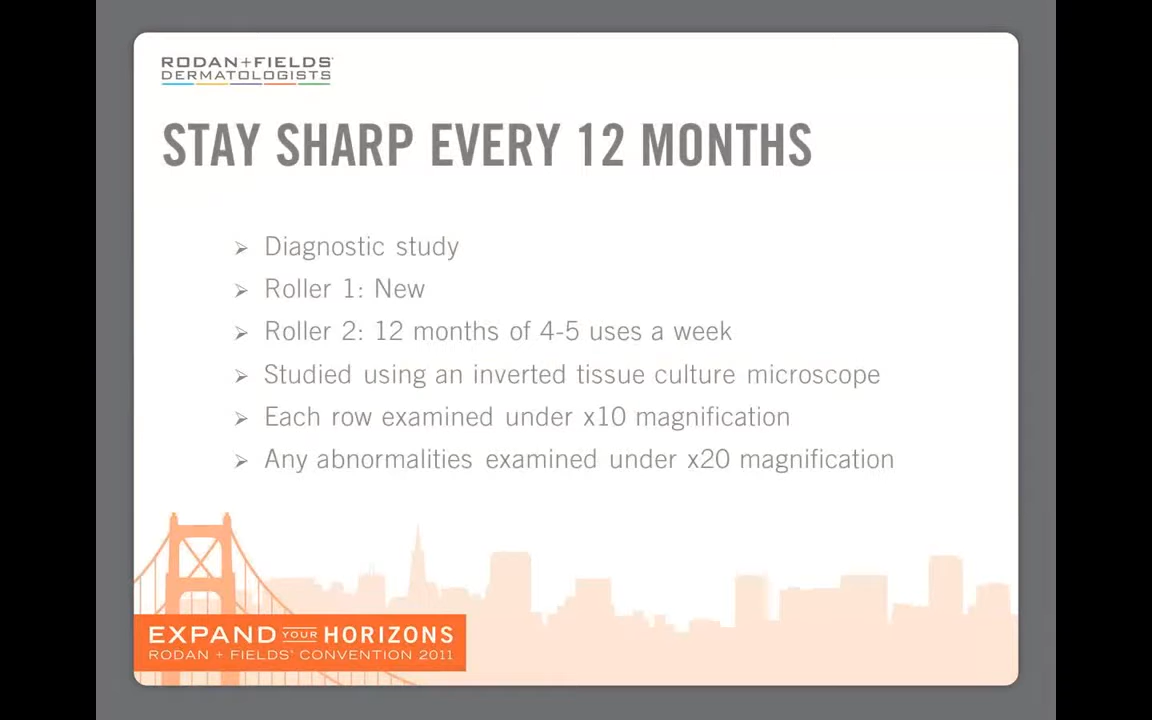 RODAN+FIELDS®
DERMATOLOGISTS
STAY SHARP EVERY 12 MONTHS
➢ Diagnostic study
➢ Roller 1: New
➢ Roller 2: 12 months of 4-5 uses a week
➢ Studied using an inverted tissue culture microscope
➢ Each row examined under x10 magnification
➢ Any abnormalities examined under x20 magnification
EXPAND YOUR HORIZONS
RODAN + FIELDS® CONVENTION 2011